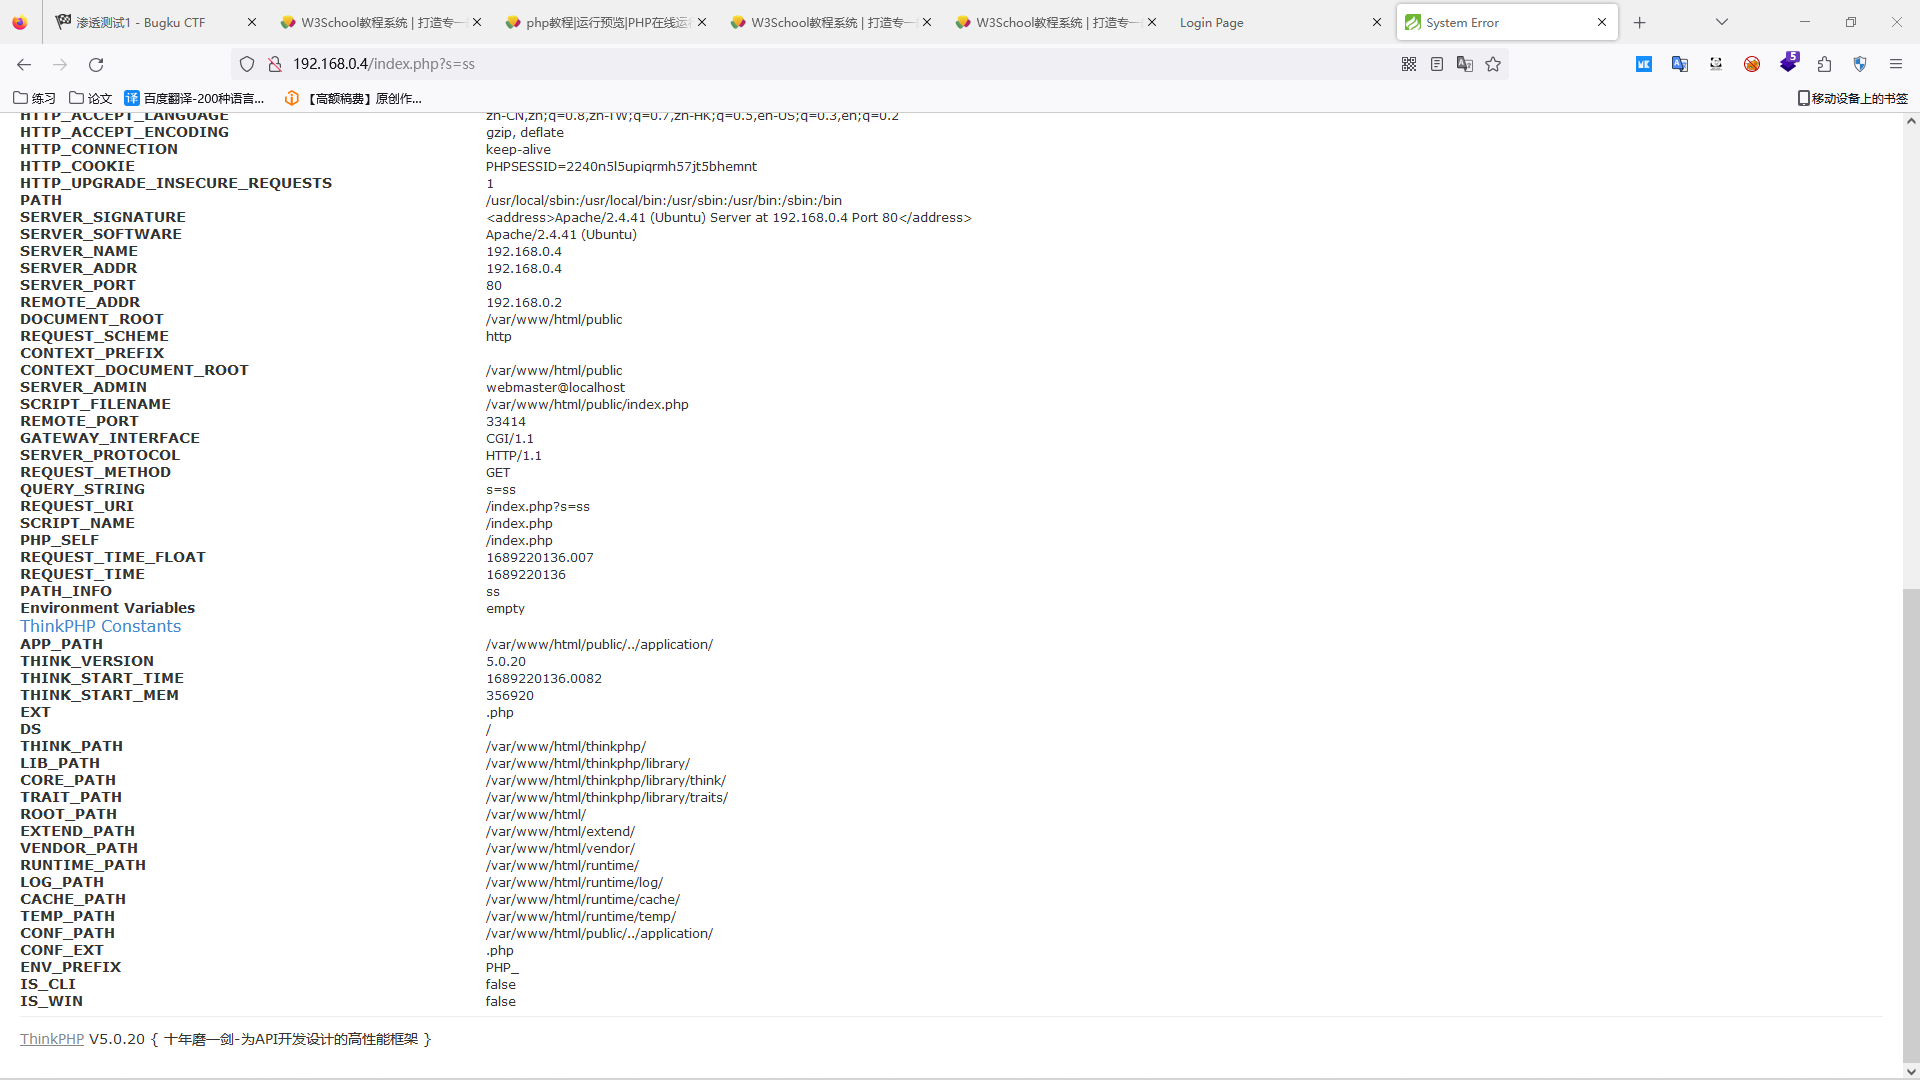 渗透测试1 - Bugku CTF
W3School教程系统 | 打造专一
php教程|运行预览|PHP在线运行
W3School教程系统 | 打造专一
W3School教程系统 | 打造专一
Login Page
System Error
192.168.0.4/index.php?s=ss
5
练习
论文
百度翻译-200种语言...
【高额稿费】原创作...
移动设备上的书签
HTTP_ACCEPT_LANGUAGE zh-CN,zh;q=0.8,zh-TW;q=0.7,zh-HK;q=0.5,en-US;q=0.3,en;q=0.2
HTTP_ACCEPT_ENCODING gzip, deflate
HTTP_CONNECTION keep-alive
HTTP_COOKIE PHPSESSID=2240n5l5upiqrmh57jt5bhemnt
HTTP_UPGRADE_INSECURE_REQUESTS 1
PATH /usr/local/sbin:/usr/local/bin:/usr/sbin:/usr/bin:/sbin:/bin
SERVER_SIGNATURE <address>Apache/2.4.41 (Ubuntu) Server at 192.168.0.4 Port 80</address>
SERVER_SOFTWARE Apache/2.4.41 (Ubuntu)
SERVER_NAME 192.168.0.4
SERVER_ADDR 192.168.0.4
SERVER_PORT 80
REMOTE_ADDR 192.168.0.2
DOCUMENT_ROOT /var/www/html/public
REQUEST_SCHEME http
CONTEXT_PREFIX
CONTEXT_DOCUMENT_ROOT /var/www/html/public
SERVER_ADMIN webmaster@localhost
SCRIPT_FILENAME /var/www/html/public/index.php
REMOTE_PORT 33414
GATEWAY_INTERFACE CGI/1.1
SERVER_PROTOCOL HTTP/1.1
REQUEST_METHOD GET
QUERY_STRING s=ss
REQUEST_URI /index.php?s=ss
SCRIPT_NAME /index.php
PHP_SELF /index.php
REQUEST_TIME_FLOAT 1689220136.007
REQUEST_TIME 1689220136
PATH_INFO ss
Environment Variables empty
ThinkPHP Constants
APP_PATH /var/www/html/public/../application/
THINK_VERSION 5.0.20
THINK_START_TIME 1689220136.0082
THINK_START_MEM 356920
EXT .php
DS /
THINK_PATH /var/www/html/thinkphp/
LIB_PATH /var/www/html/thinkphp/library/
CORE_PATH /var/www/html/thinkphp/library/think/
TRAIT_PATH /var/www/html/thinkphp/library/traits/
ROOT_PATH /var/www/html/
EXTEND_PATH /var/www/html/extend/
VENDOR_PATH /var/www/html/vendor/
RUNTIME_PATH /var/www/html/runtime/
LOG_PATH /var/www/html/runtime/log/
CACHE_PATH /var/www/html/runtime/cache/
TEMP_PATH /var/www/html/runtime/temp/
CONF_PATH /var/www/html/public/../application/
CONF_EXT .php
ENV_PREFIX PHP_
IS_CLI false
IS_WIN false
ThinkPHP V5.0.20 { 十年磨一剑-为API开发设计的高性能框架 }